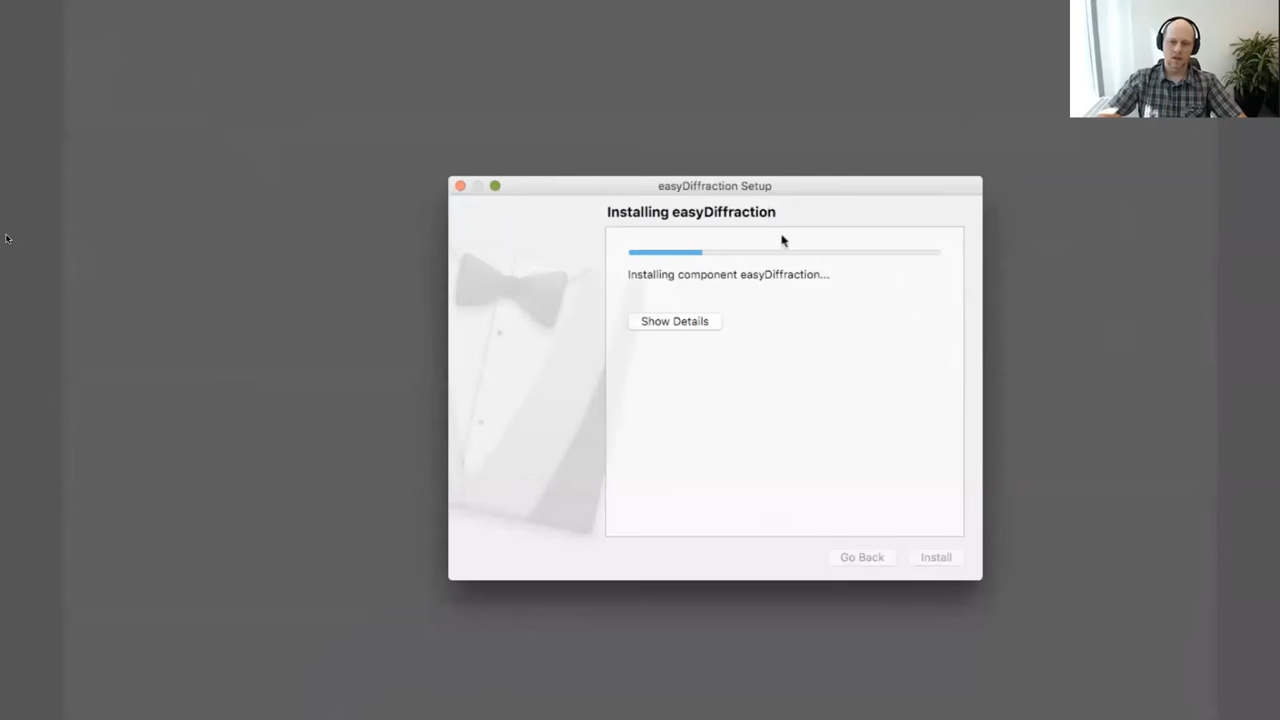 easyDiffraction Setup
Installing easyDiffraction
Installing component easyDiffraction...
Show Details
Go Back
Install